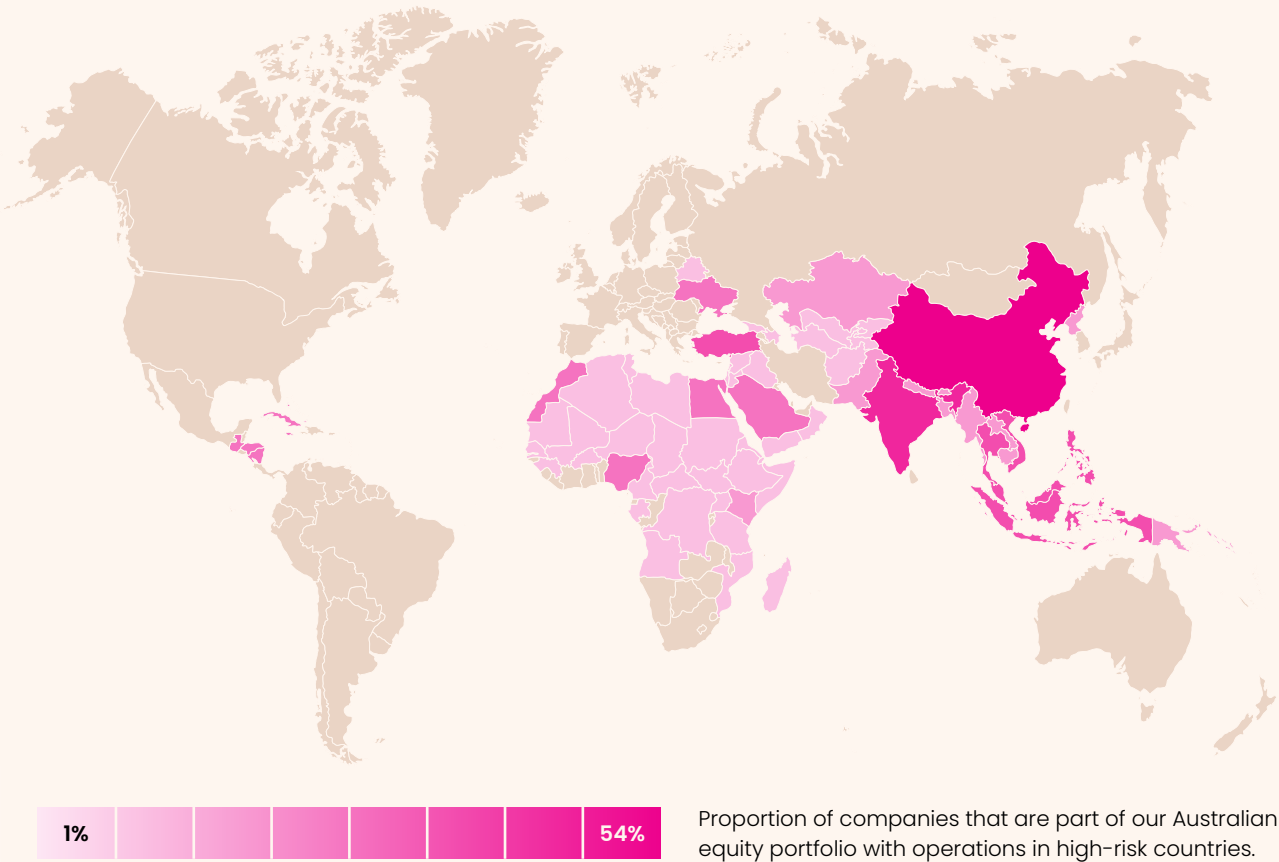 1%
54%
Proportion of companies that are part of our Australian
equity portfolio with operations in high-risk countries.